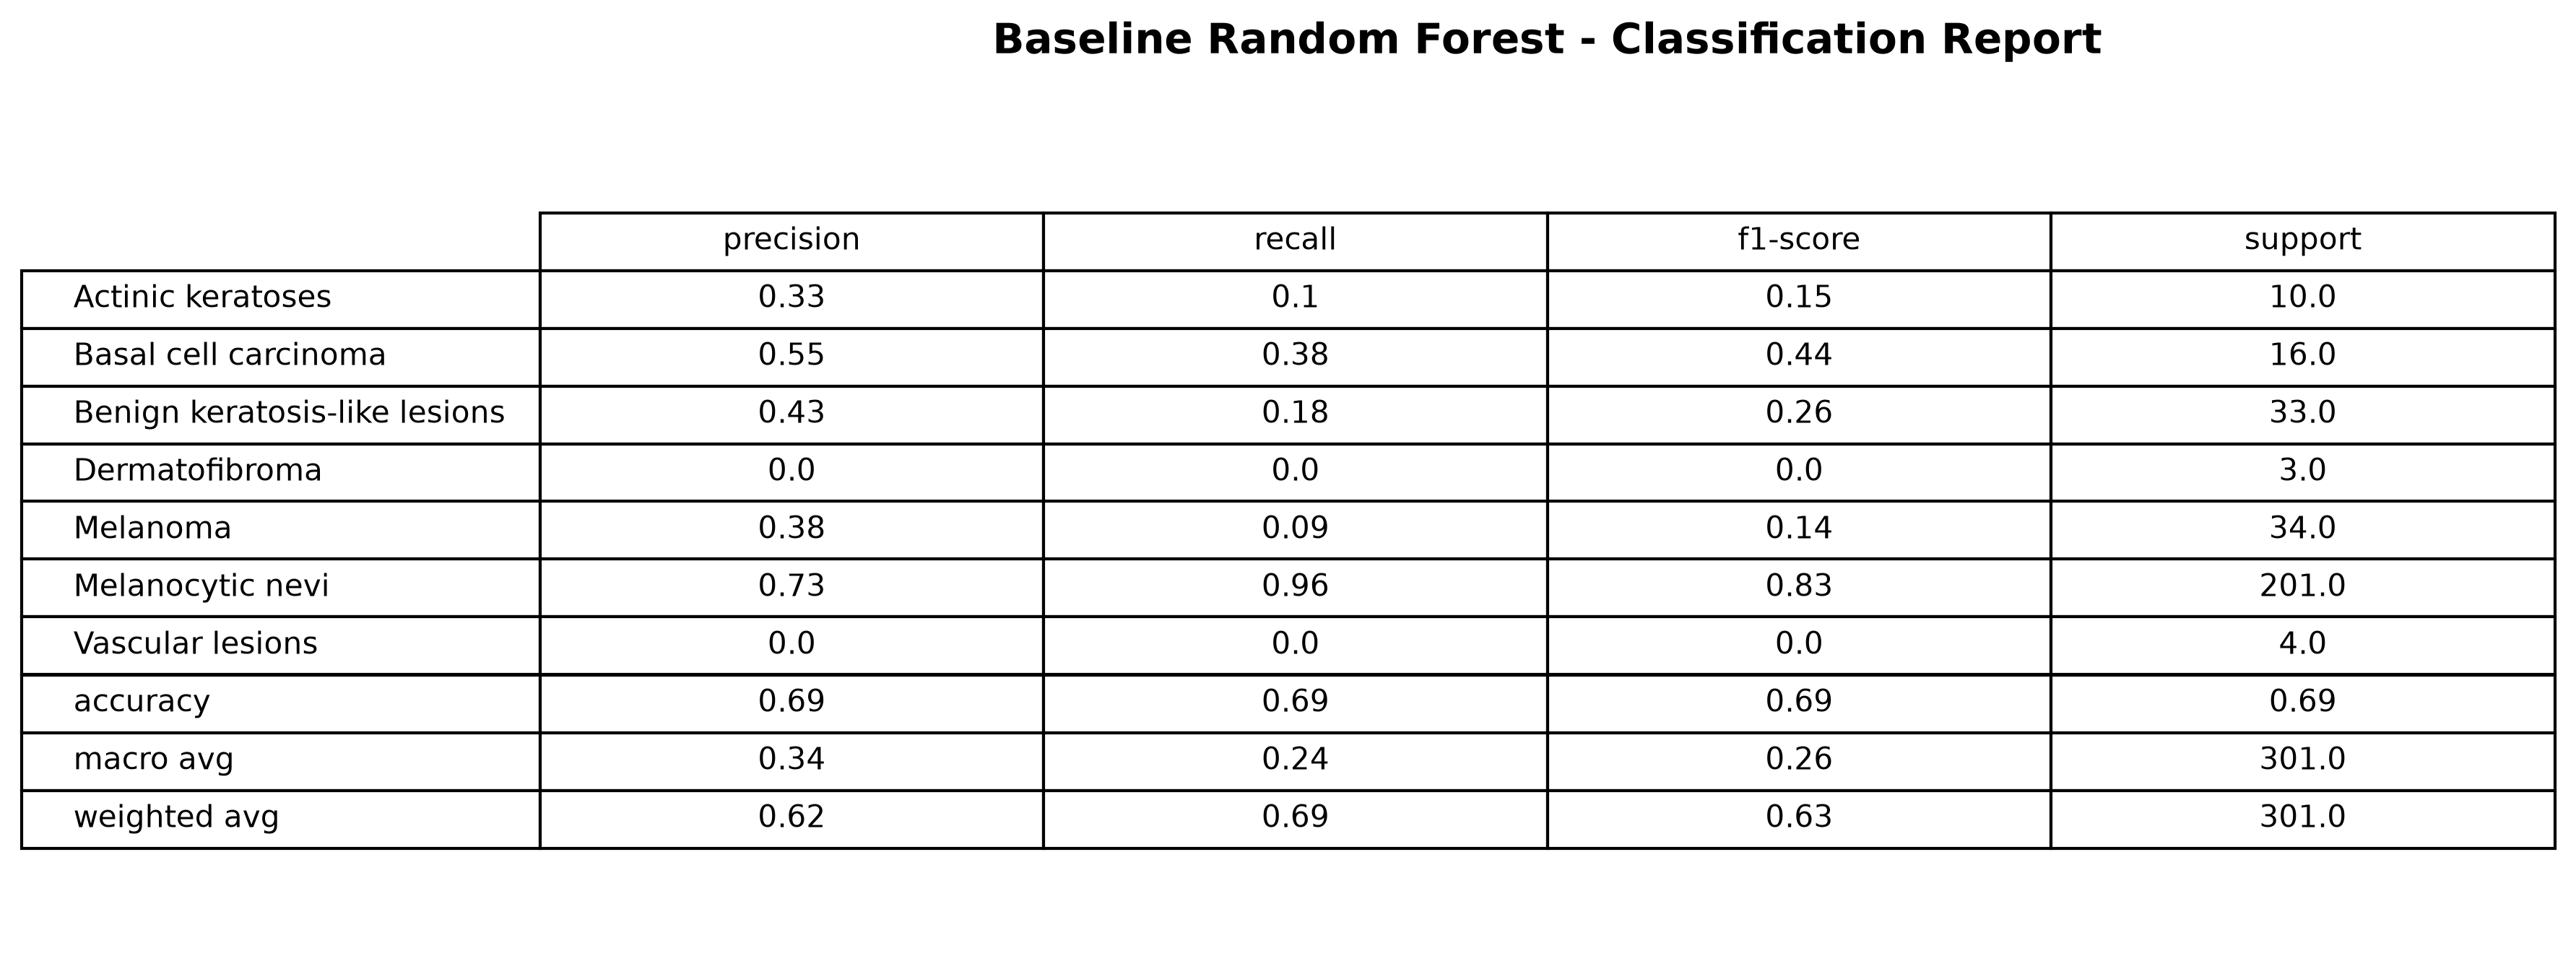 Baseline Random Forest - Classification Report
precision recall f1-score support
Actinic keratoses 0.33 0.1 0.15 10.0
Basal cell carcinoma 0.55 0.38 0.44 16.0
Benign keratosis-like lesions 0.43 0.18 0.26 33.0
Dermatofibroma 0.0 0.0 0.0 3.0
Melanoma 0.38 0.09 0.14 34.0
Melanocytic nevi 0.73 0.96 0.83 201.0
Vascular lesions 0.0 0.0 0.0 4.0
accuracy 0.69 0.69 0.69 0.69
macro avg 0.34 0.24 0.26 301.0
weighted avg 0.62 0.69 0.63 301.0